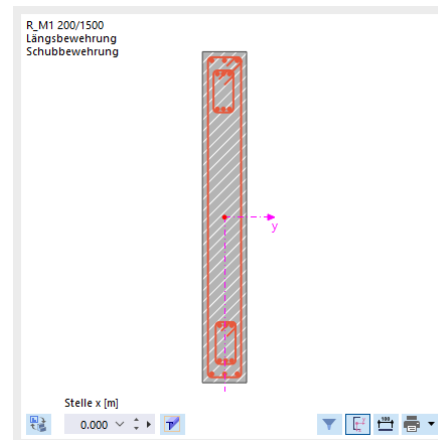 R_M1 200/1500
Längsbewehrung
Schubbewehrung
y
Stelle x [m]
0.000